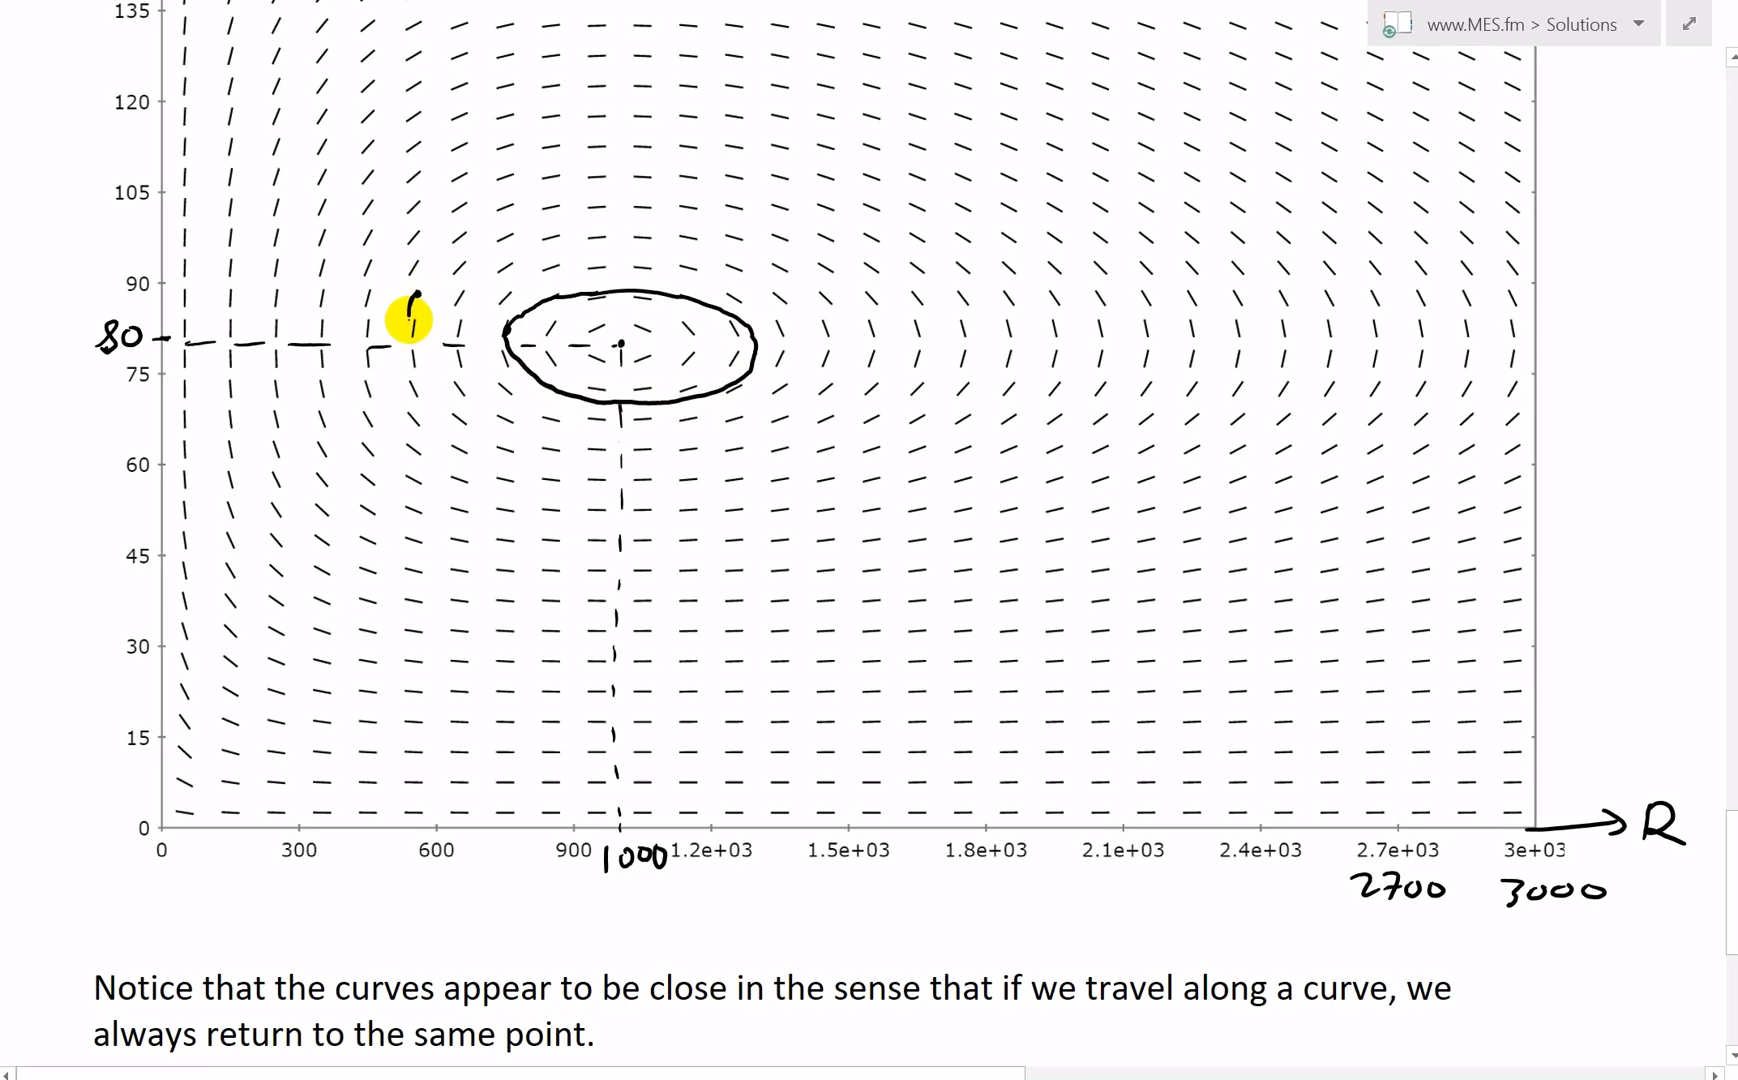 135
www.MES.fm > Solutions
120
105
90
80
75
60
45
30
15
0
0 300 600 900 1000 1.2e+03 1.5e+03 1.8e+03 2.1e+03 2.4e+03 2.7e+03 3e+03
R
2700 3000
Notice that the curves appear to be close in the sense that if we travel along a curve, we
always return to the same point.